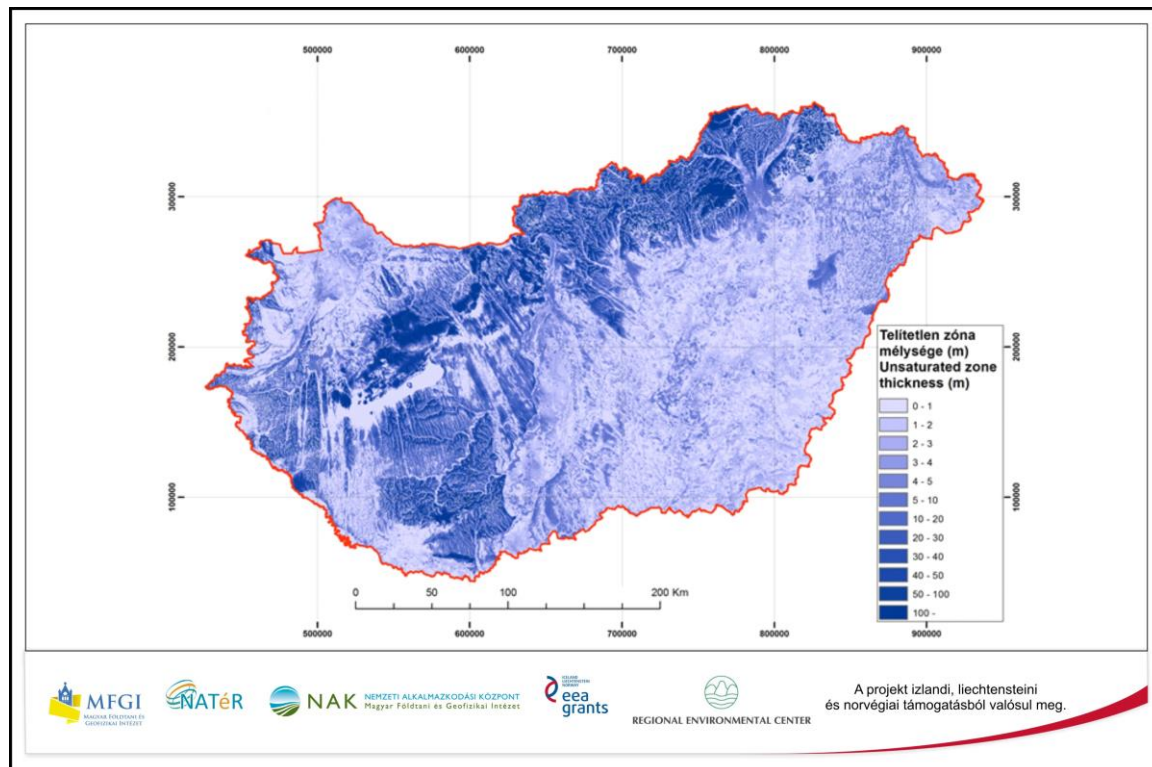 500000
600000
700000
800000
900000
300000
300000
200000
200000
100000
100000
Telítetlen zóna
mélysége (m)
Unsaturated zone
thickness (m)
0 - 1
1 - 2
2 - 3
3 - 4
4 - 5
5 - 10
10 - 20
20 - 30
30 - 40
40 - 50
50 - 100
100 -
0 50 100 200 Km
500000
600000
700000
800000
900000
MFGI
MAGYAR FÖLDTANI ÉS
GEOFIZIKAI INTÉZET
NATéR
NAK
NEMZETI ALKALMAZKODÁSI KÖZPONT
Magyar Földtani és Geofizikai Intézet
ICELAND
LIECHTENSTEIN
NORWAY
eea
grants
REGIONAL ENVIRONMENTAL CENTER
A projekt izlandi, liechtensteini
és norvégiai támogatásból valósul meg.